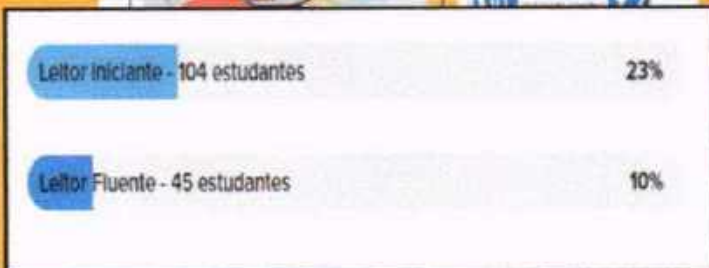 Leitor Iniciante - 104 estudantes 23%
Leitor Fluente - 45 estudantes 10%